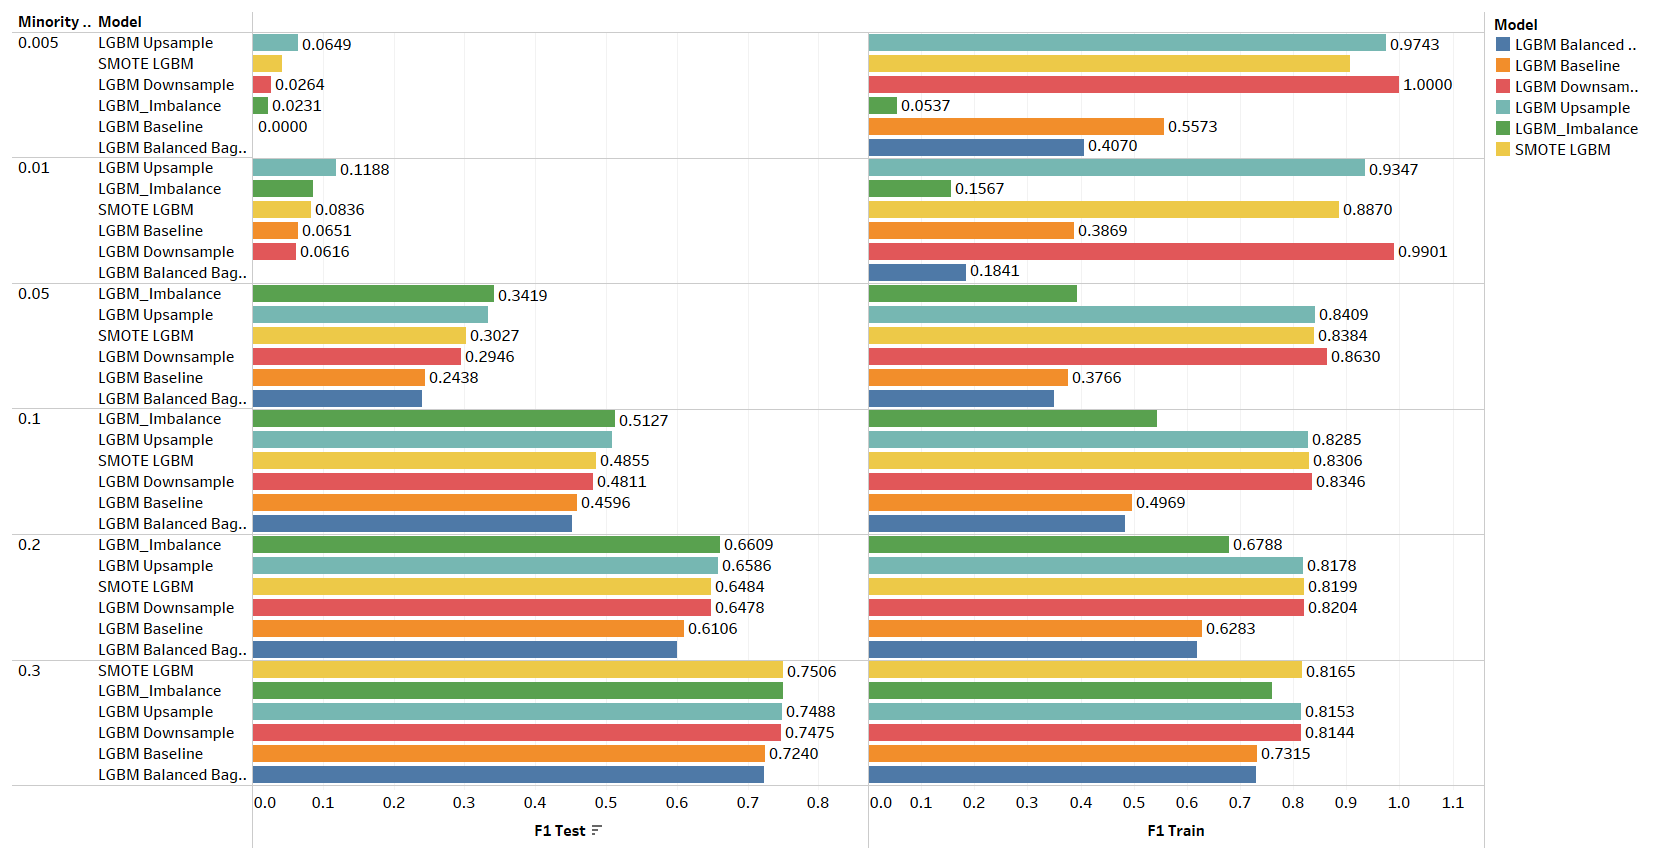 Minority .. Model
0.005 LGBM Upsample 0.0649 0.9743
SMOTE LGBM
LGBM Downsample 0.0264 1.0000
LGBM_Imbalance 0.0231 0.0537
LGBM Baseline 0.0000 0.5573
LGBM Balanced Bag.. 0.4070
0.01 LGBM Upsample 0.1188 0.9347
LGBM_Imbalance 0.1567
SMOTE LGBM 0.0836 0.8870
LGBM Baseline 0.0651 0.3869
LGBM Downsample 0.0616 0.9901
LGBM Balanced Bag.. 0.1841
0.05 LGBM_Imbalance 0.3419
LGBM Upsample 0.8409
SMOTE LGBM 0.3027 0.8384
LGBM Downsample 0.2946 0.8630
LGBM Baseline 0.2438 0.3766
LGBM Balanced Bag..
0.1 LGBM_Imbalance 0.5127
LGBM Upsample 0.8285
SMOTE LGBM 0.4855 0.8306
LGBM Downsample 0.4811 0.8346
LGBM Baseline 0.4596 0.4969
LGBM Balanced Bag..
0.2 LGBM_Imbalance 0.6609 0.6788
LGBM Upsample 0.6586 0.8178
SMOTE LGBM 0.6484 0.8199
LGBM Downsample 0.6478 0.8204
LGBM Baseline 0.6106 0.6283
LGBM Balanced Bag..
0.3 SMOTE LGBM 0.7506 0.8165
LGBM_Imbalance
LGBM Upsample 0.7488 0.8153
LGBM Downsample 0.7475 0.8144
LGBM Baseline 0.7240 0.7315
LGBM Balanced Bag..
0.0 0.1 0.2 0.3 0.4 0.5 0.6 0.7 0.8 0.0 0.1 0.2 0.3 0.4 0.5 0.6 0.7 0.8 0.9 1.0 1.1
F1 Test F1 Train
Model
LGBM Balanced ..
LGBM Baseline
LGBM Downsam..
LGBM Upsample
LGBM_Imbalance
SMOTE LGBM